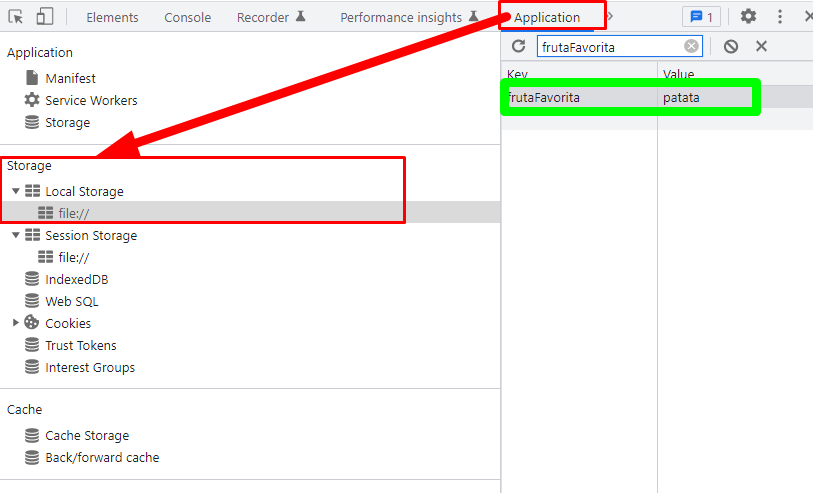 Elements Console Recorder Performance insights Application 1
Application
Manifest
Service Workers
Storage
Storage
Local Storage
file://
Session Storage
file://
IndexedDB
Web SQL
Cookies
Trust Tokens
Interest Groups
Cache
Cache Storage
Back/forward cache
frutaFavorita
Key Value
frutaFavorita patata